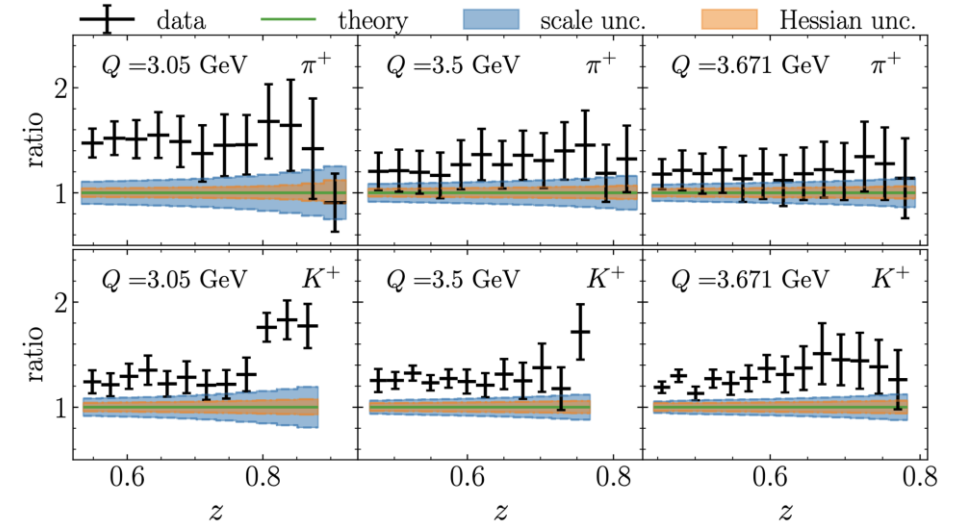 data theory scale unc. Hessian unc.
Q =3.05 GeV π⁺ Q =3.5 GeV π⁺ Q =3.671 GeV π⁺
2
ratio
1
Q =3.05 GeV K⁺ Q =3.5 GeV K⁺ Q =3.671 GeV K⁺
2
ratio
1
0.6 0.8 0.6 0.8 0.6 0.8
z z z